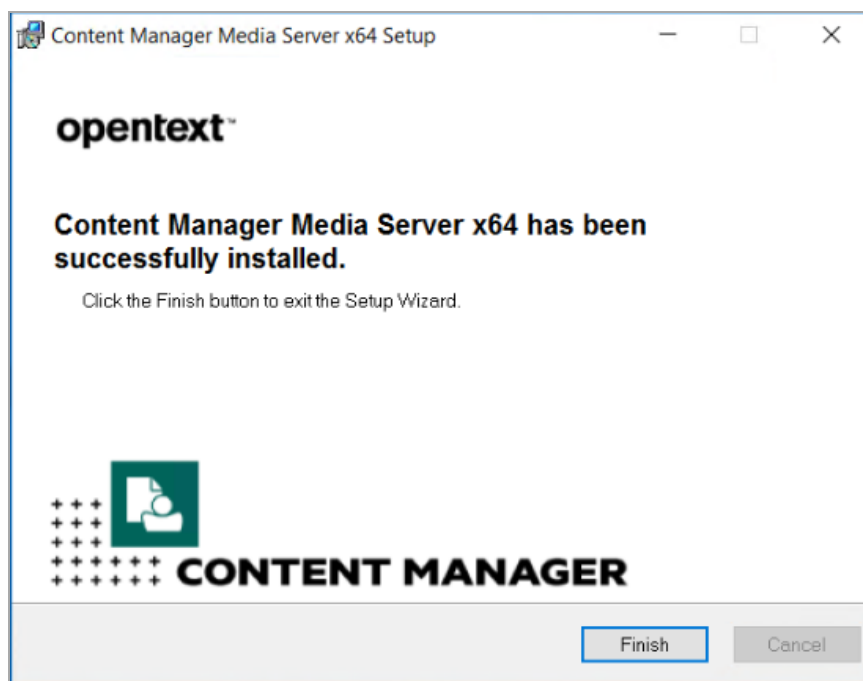 Content Manager Media Server x64 Setup
opentext™
Content Manager Media Server x64 has been
successfully installed.
Click the Finish button to exit the Setup Wizard.
CONTENT MANAGER
Finish
Cancel